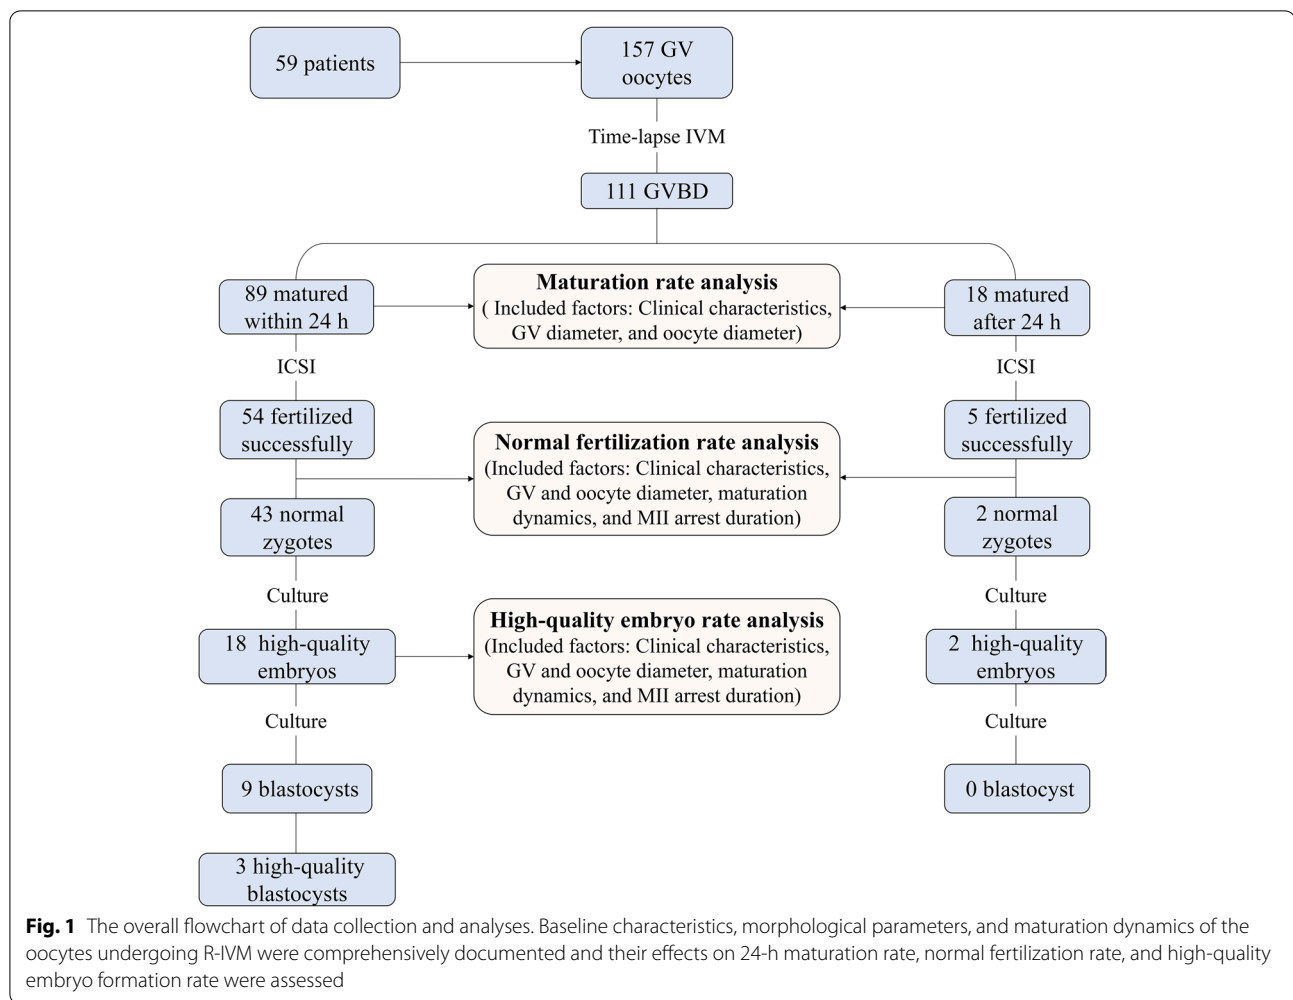 59 patients
157 GV
oocytes
Time-lapse IVM
111 GVBD
89 matured
within 24 h
Maturation rate analysis
( Included factors: Clinical characteristics,
GV diameter, and oocyte diameter)
18 matured
after 24 h
ICSI
ICSI
54 fertilized
successfully
Normal fertilization rate analysis
(Included factors: Clinical characteristics,
GV and oocyte diameter, maturation
dynamics, and MII arrest duration)
5 fertilized
successfully
43 normal
zygotes
2 normal
zygotes
Culture
Culture
18 high-quality
embryos
High-quality embryo rate analysis
(Included factors: Clinical characteristics,
GV and oocyte diameter, maturation
dynamics, and MII arrest duration)
2 high-quality
embryos
Culture
Culture
9 blastocysts
0 blastocyst
3 high-quality
blastocysts
Fig. 1 The overall flowchart of data collection and analyses. Baseline characteristics, morphological parameters, and maturation dynamics of the
oocytes undergoing R-IVM were comprehensively documented and their effects on 24-h maturation rate, normal fertilization rate, and high-quality
embryo formation rate were assessed